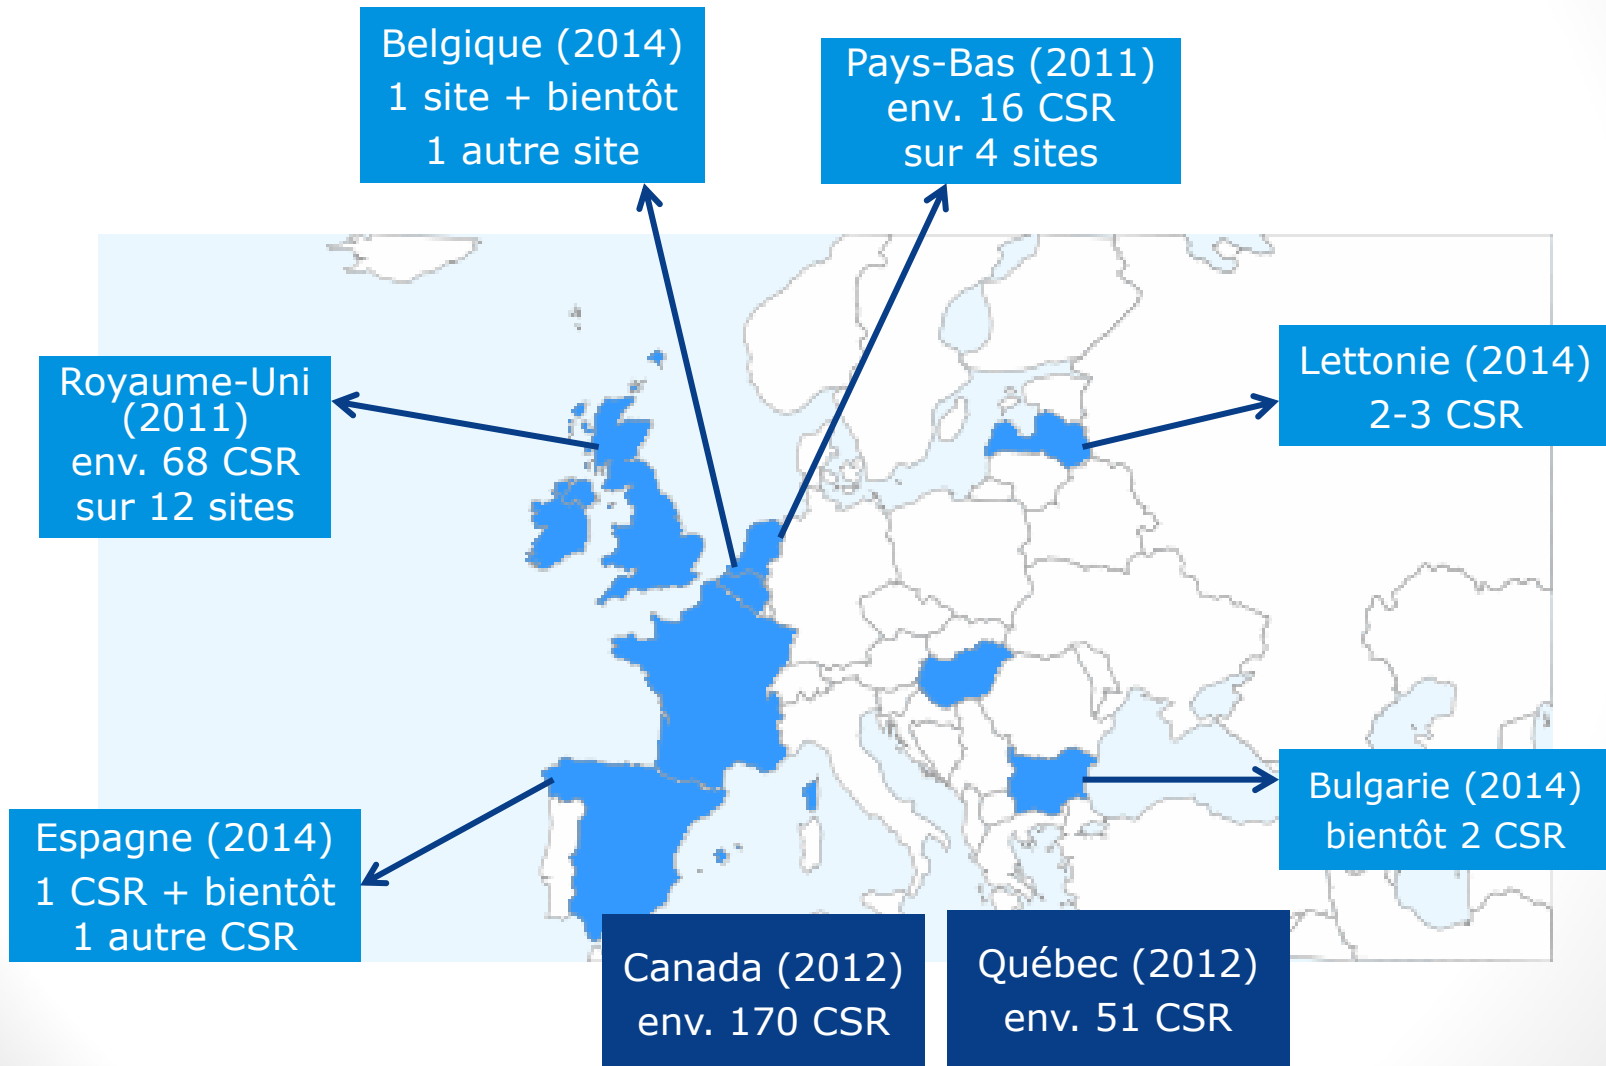 Belgique (2014)
1 site + bientôt
1 autre site
Pays-Bas (2011)
env. 16 CSR
sur 4 sites
Royaume-Uni
(2011)
env. 68 CSR
sur 12 sites
Lettonie (2014)
2-3 CSR
Espagne (2014)
1 CSR + bientôt
1 autre CSR
Bulgarie (2014)
bientôt 2 CSR
Canada (2012)
env. 170 CSR
Québec (2012)
env. 51 CSR